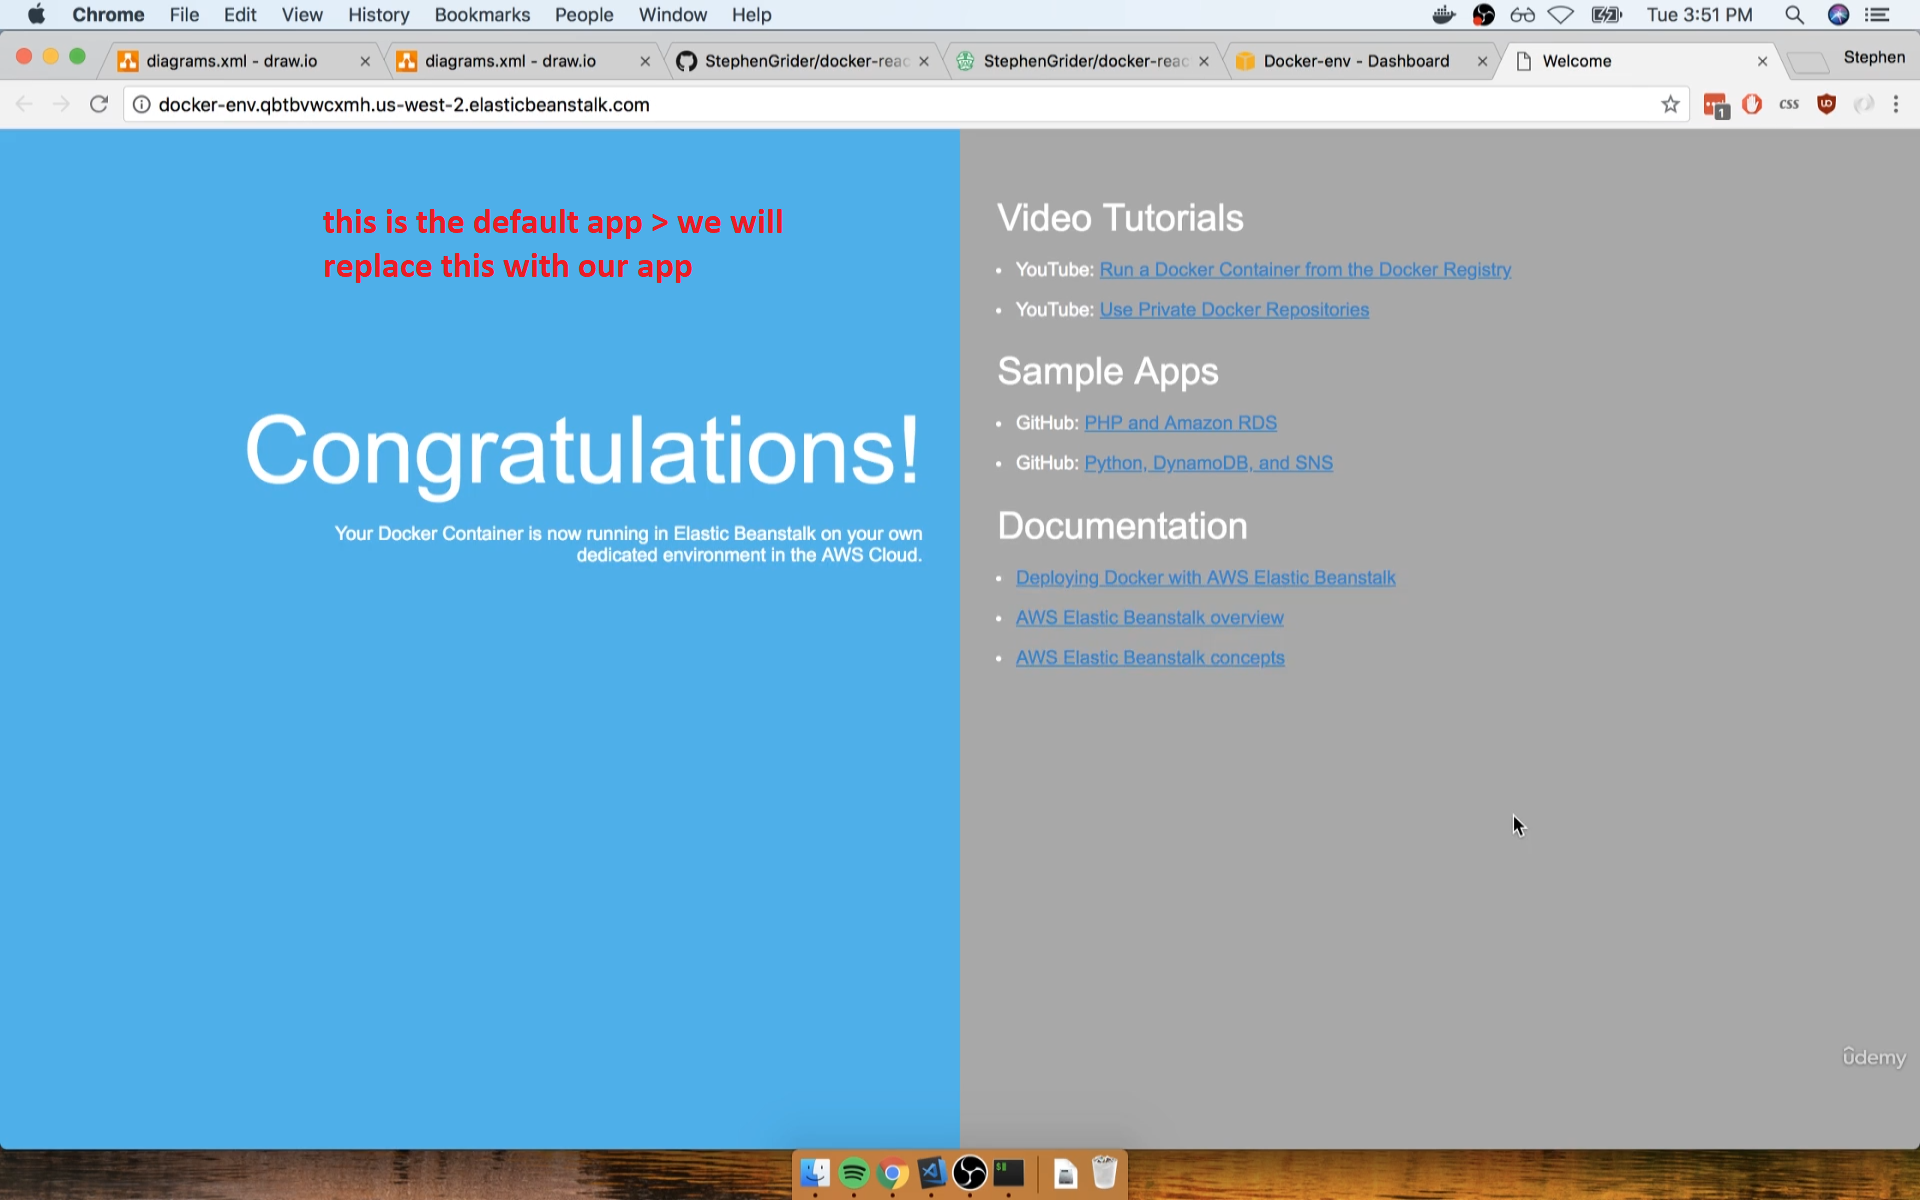 Chrome File Edit View History Bookmarks People Window Help Tue 3:51 PM
diagrams.xml - draw.io diagrams.xml - draw.io StephenGrider/docker-reac StephenGrider/docker-reac Docker-env - Dashboard Welcome Stephen
docker-env.qbtbvwcxmh.us-west-2.elasticbeanstalk.com 1 css
this is the default app > we will
replace this with our app
Congratulations!
Your Docker Container is now running in Elastic Beanstalk on your own
dedicated environment in the AWS Cloud.
Video Tutorials
• YouTube: Run a Docker Container from the Docker Registry
• YouTube: Use Private Docker Repositories
Sample Apps
• GitHub: PHP and Amazon RDS
• GitHub: Python, DynamoDB, and SNS
Documentation
• Deploying Docker with AWS Elastic Beanstalk
• AWS Elastic Beanstalk overview
• AWS Elastic Beanstalk concepts
ûdemy